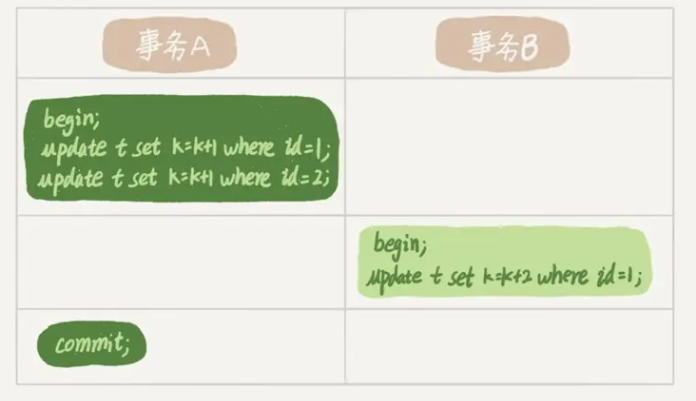 事务A
事务B
begin;
update t set k=k+1 where id=1;
update t set k=k+1 where id=2;
begin;
update t set k=k+2 where id=1;
commit;